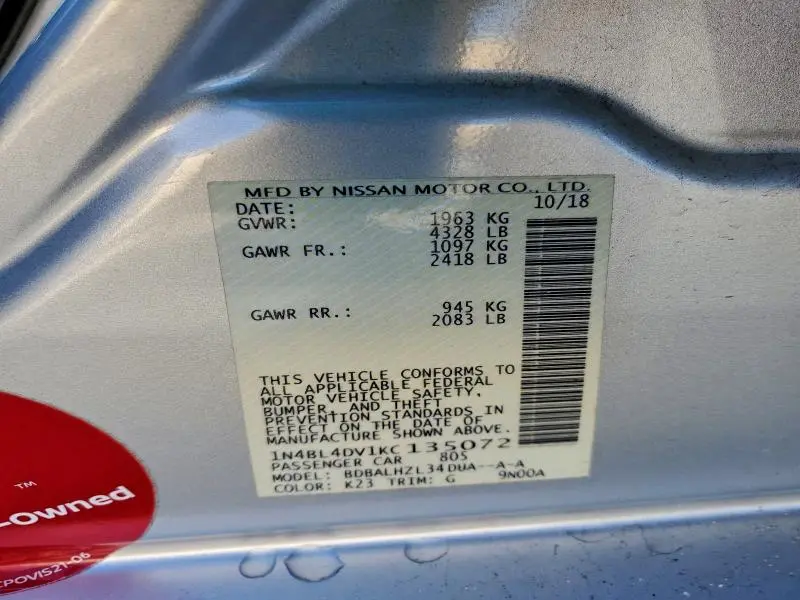 MFD BY NISSAN MOTOR CO., LTD.
DATE: 10/18
GVWR: 1963 KG
4328 LB
GAWR FR.: 1097 KG
2418 LB
GAWR RR.: 945 KG
2083 LB
THIS VEHICLE CONFORMS TO
ALL APPLICABLE FEDERAL
MOTOR VEHICLE SAFETY,
BUMPER, AND THEFT
PREVENTION STANDARDS IN
EFFECT ON THE DATE OF
MANUFACTURE SHOWN ABOVE.
1N4BL4DV1KC135072
PASSENGER CAR 805
MODEL: BDBALHZL34DUA--A-A
COLOR: K23 TRIM: G 9N00A
TM
-owned
CPOVIS21-06